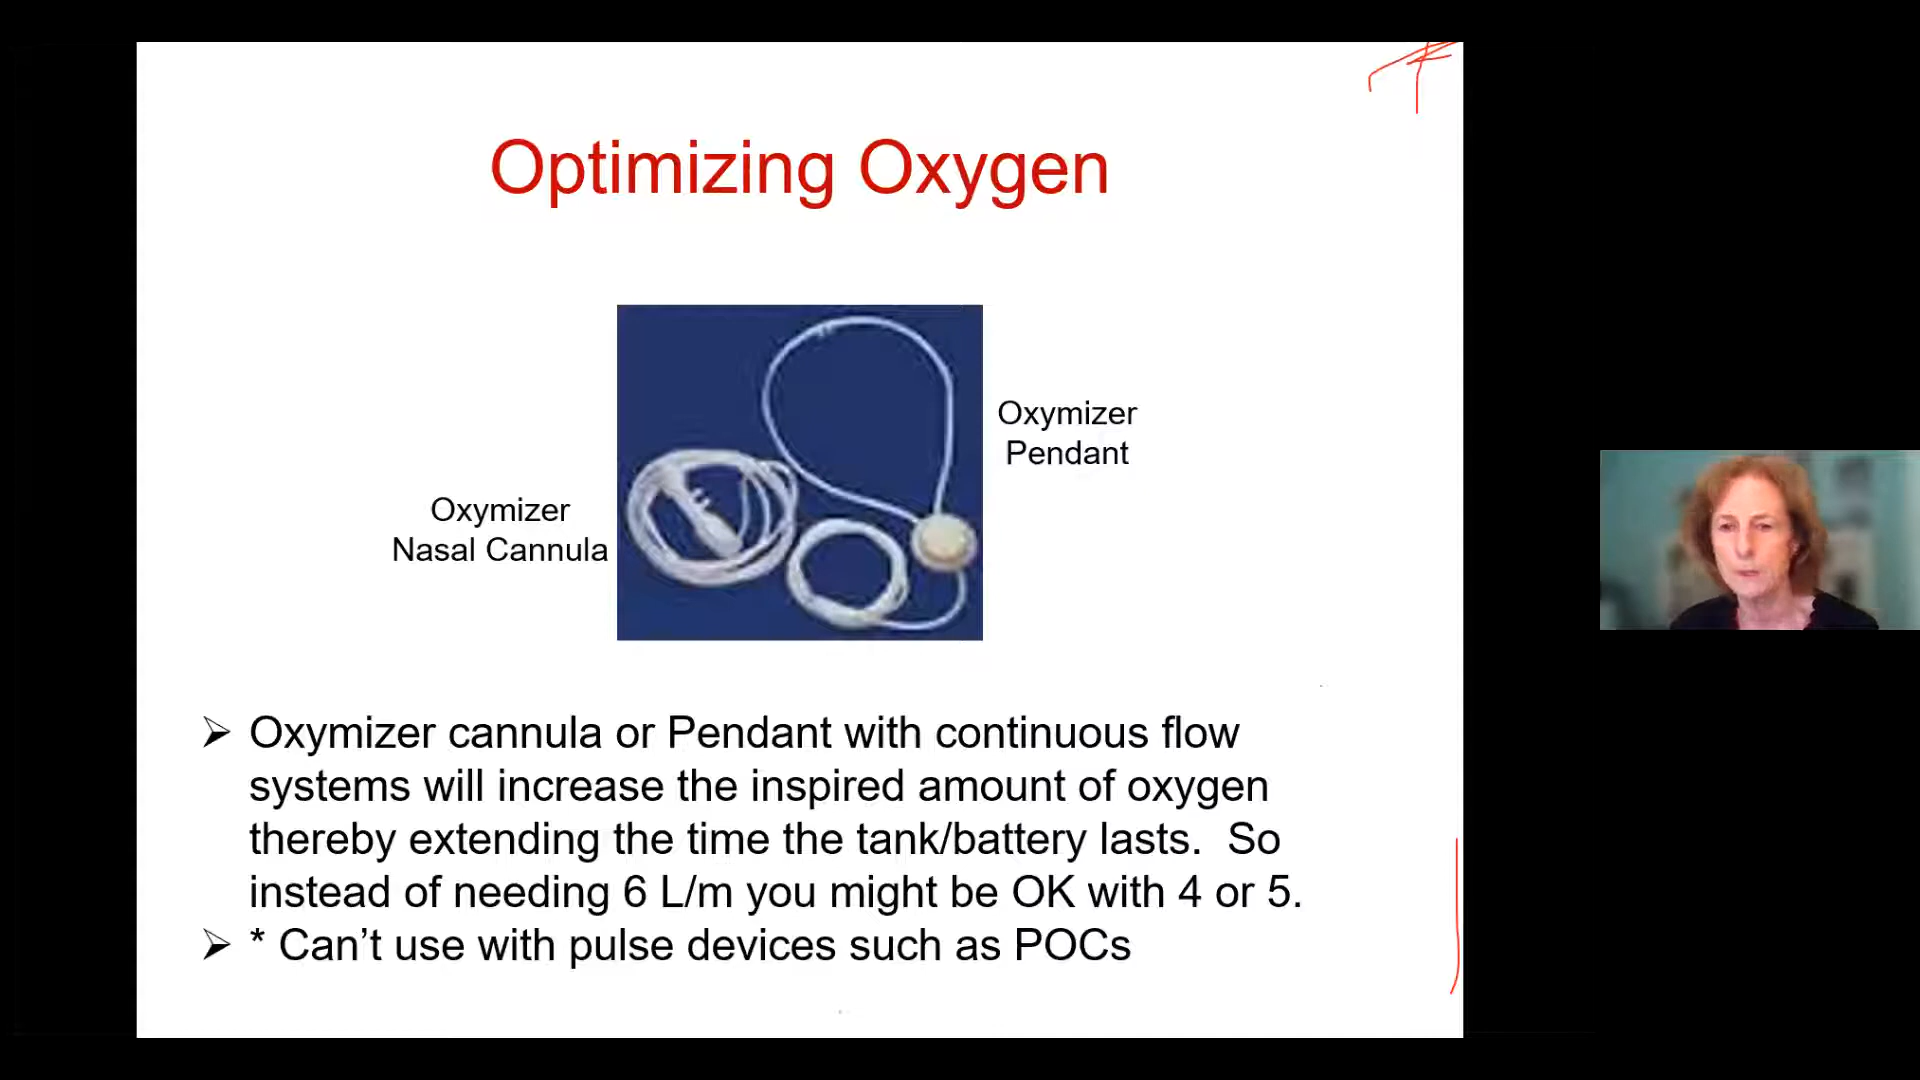 Optimizing Oxygen
Oxymizer
Pendant
Oxymizer
Nasal Cannula
➢ Oxymizer cannula or Pendant with continuous flow
systems will increase the inspired amount of oxygen
thereby extending the time the tank/battery lasts.  So
instead of needing 6 L/m you might be OK with 4 or 5.
➢ * Can’t use with pulse devices such as POCs